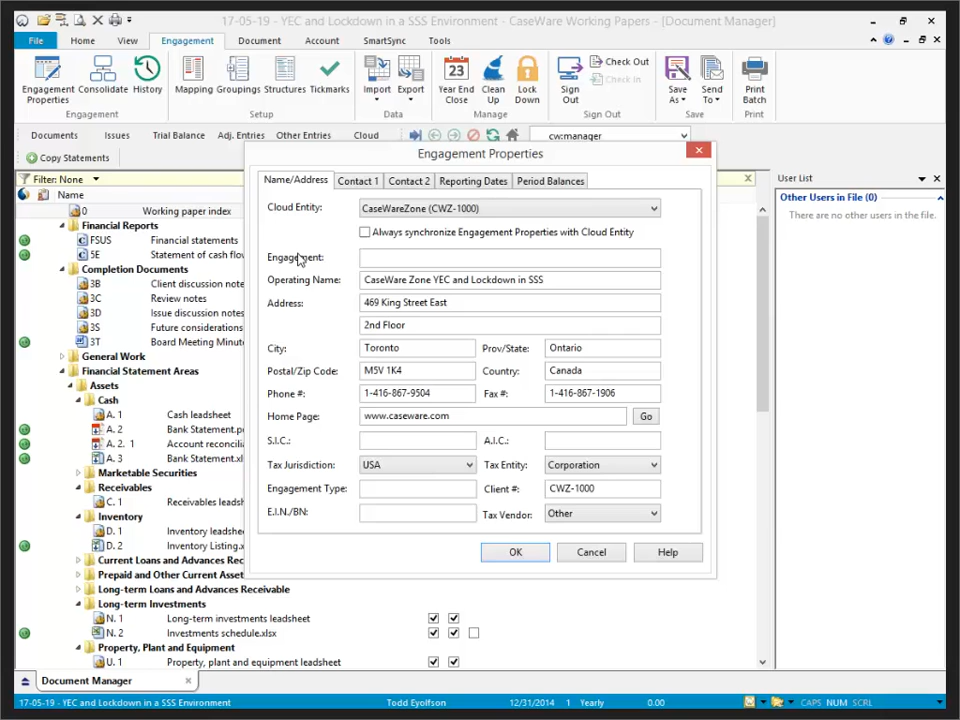 17-05-19 - YEC and Lockdown in a SSS Environment - CaseWare Working Papers - [Document Manager]
File Home View Engagement Document Account SmartSync Tools
Engagement Properties Consolidate History Mapping Groupings Structures Tickmarks Import Export Year End Close Clean Up Lock Down Sign Out Check Out Check In Save As Send To Print Batch
23
Engagement Setup Data Manage Sign Out Save Print
Documents Issues Trial Balance Adj. Entries Other Entries Cloud cw:manager
Copy Statements
Engagement Properties
Filter: None
Name
0 Working paper index
Financial Reports
FSUS Financial statements
5E Statement of cash flo
Completion Documents
3B Client discussion note
3C Review notes
3D Issue discussion notes
3S Future considerations
3T Board Meeting Minute
General Work
Financial Statement Areas
Assets
Cash
A. 1 Cash leadsheet
A. 2 Bank Statement.p
A. 2. 1 Account reconcili
A. 3 Bank Statement.xl
Marketable Securities
Receivables
C. 1 Receivables leadsh
Inventory
D. 1 Inventory leadshe
D. 2 Inventory Listing.x
Current Loans and Advances Rec
Prepaid and Other Current Asset
Long-term Loans and Advances Receivable
Long-term Investments
N. 1 Long-term investments leadsheet
N. 2 Investments schedule.xlsx
Property, Plant and Equipment
U. 1 Property, plant and equipment leadsheet
Name/Address Contact 1 Contact 2 Reporting Dates Period Balances
Cloud Entity: CaseWareZone (CWZ-1000)
Always synchronize Engagement Properties with Cloud Entity
Engagement:
Operating Name: CaseWare Zone YEC and Lockdown in SSS
Address: 469 King Street East
2nd Floor
City: Toronto Prov/State: Ontario
Postal/Zip Code: M5V 1K4 Country: Canada
Phone #: 1-416-867-9504 Fax #: 1-416-867-1906
Home Page: www.caseware.com Go
S.I.C.: A.I.C.:
Tax Jurisdiction: USA Tax Entity: Corporation
Engagement Type: Client #: CWZ-1000
E.I.N./BN: Tax Vendor: Other
OK Cancel Help
User List
Other Users in File (0)
There are no other users in the file.
Document Manager
17-05-19 - YEC and Lockdown in a SSS Environment Todd Eyolfson 12/31/2014 1 Yearly 0.00 CAPS NUM SCRL